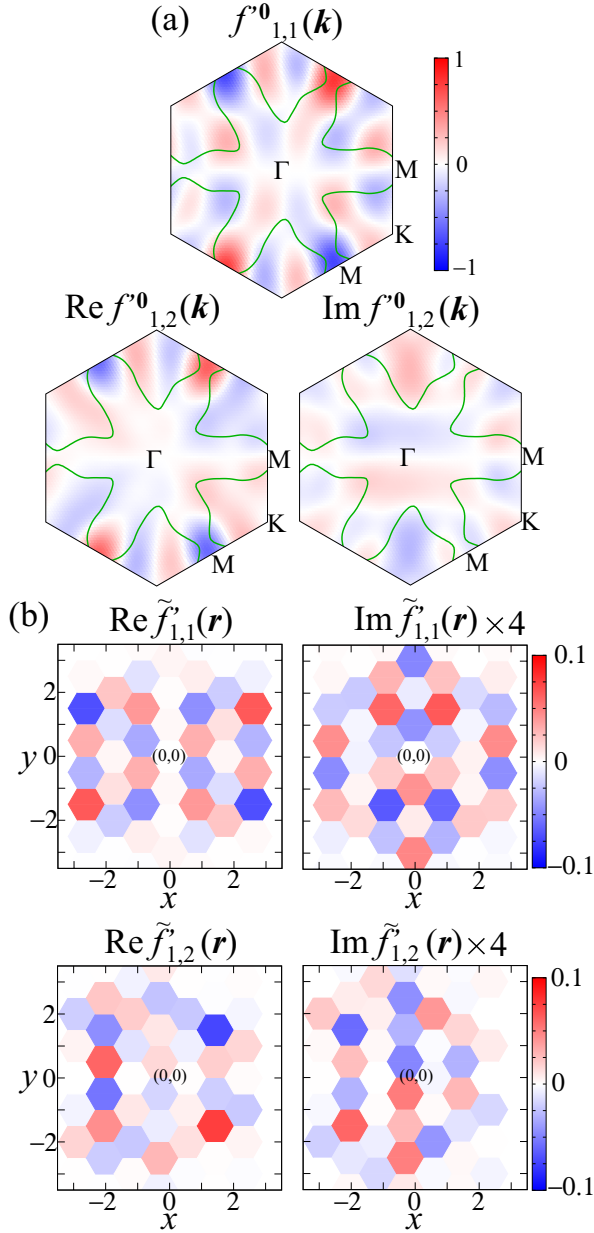 (a) f'⁰₁,₁(k)
1
0
−1
Γ
M
K
M
Re f'⁰₁,₂(k) Im f'⁰₁,₂(k)
Γ
M
K
M
Γ
M
K
M
(b) Re f̃'₁,₁(r) Im f̃'₁,₁(r) ×4
2
y 0
−2
(0,0)
−2 0 2
x
(0,0)
−2 0 2
x
0.1
0
−0.1
Re f̃'₁,₂(r) Im f̃'₁,₂(r) ×4
2
y 0
−2
(0,0)
−2 0 2
x
(0,0)
−2 0 2
x
0.1
0
−0.1